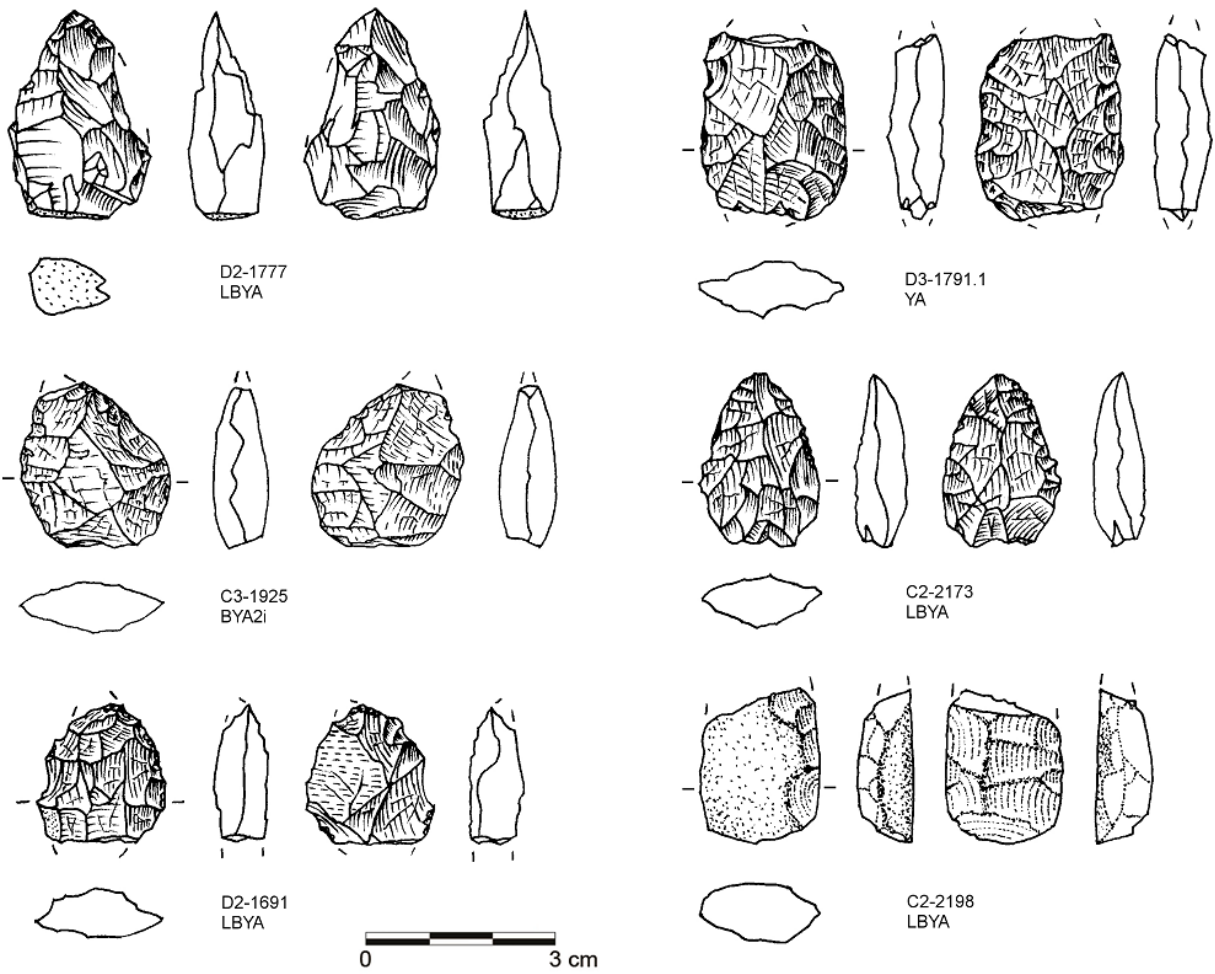 D2-1777
LBYA
D3-1791.1
YA
C3-1925
BYA2i
C2-2173
LBYA
D2-1691
LBYA
C2-2198
LBYA
0 3 cm